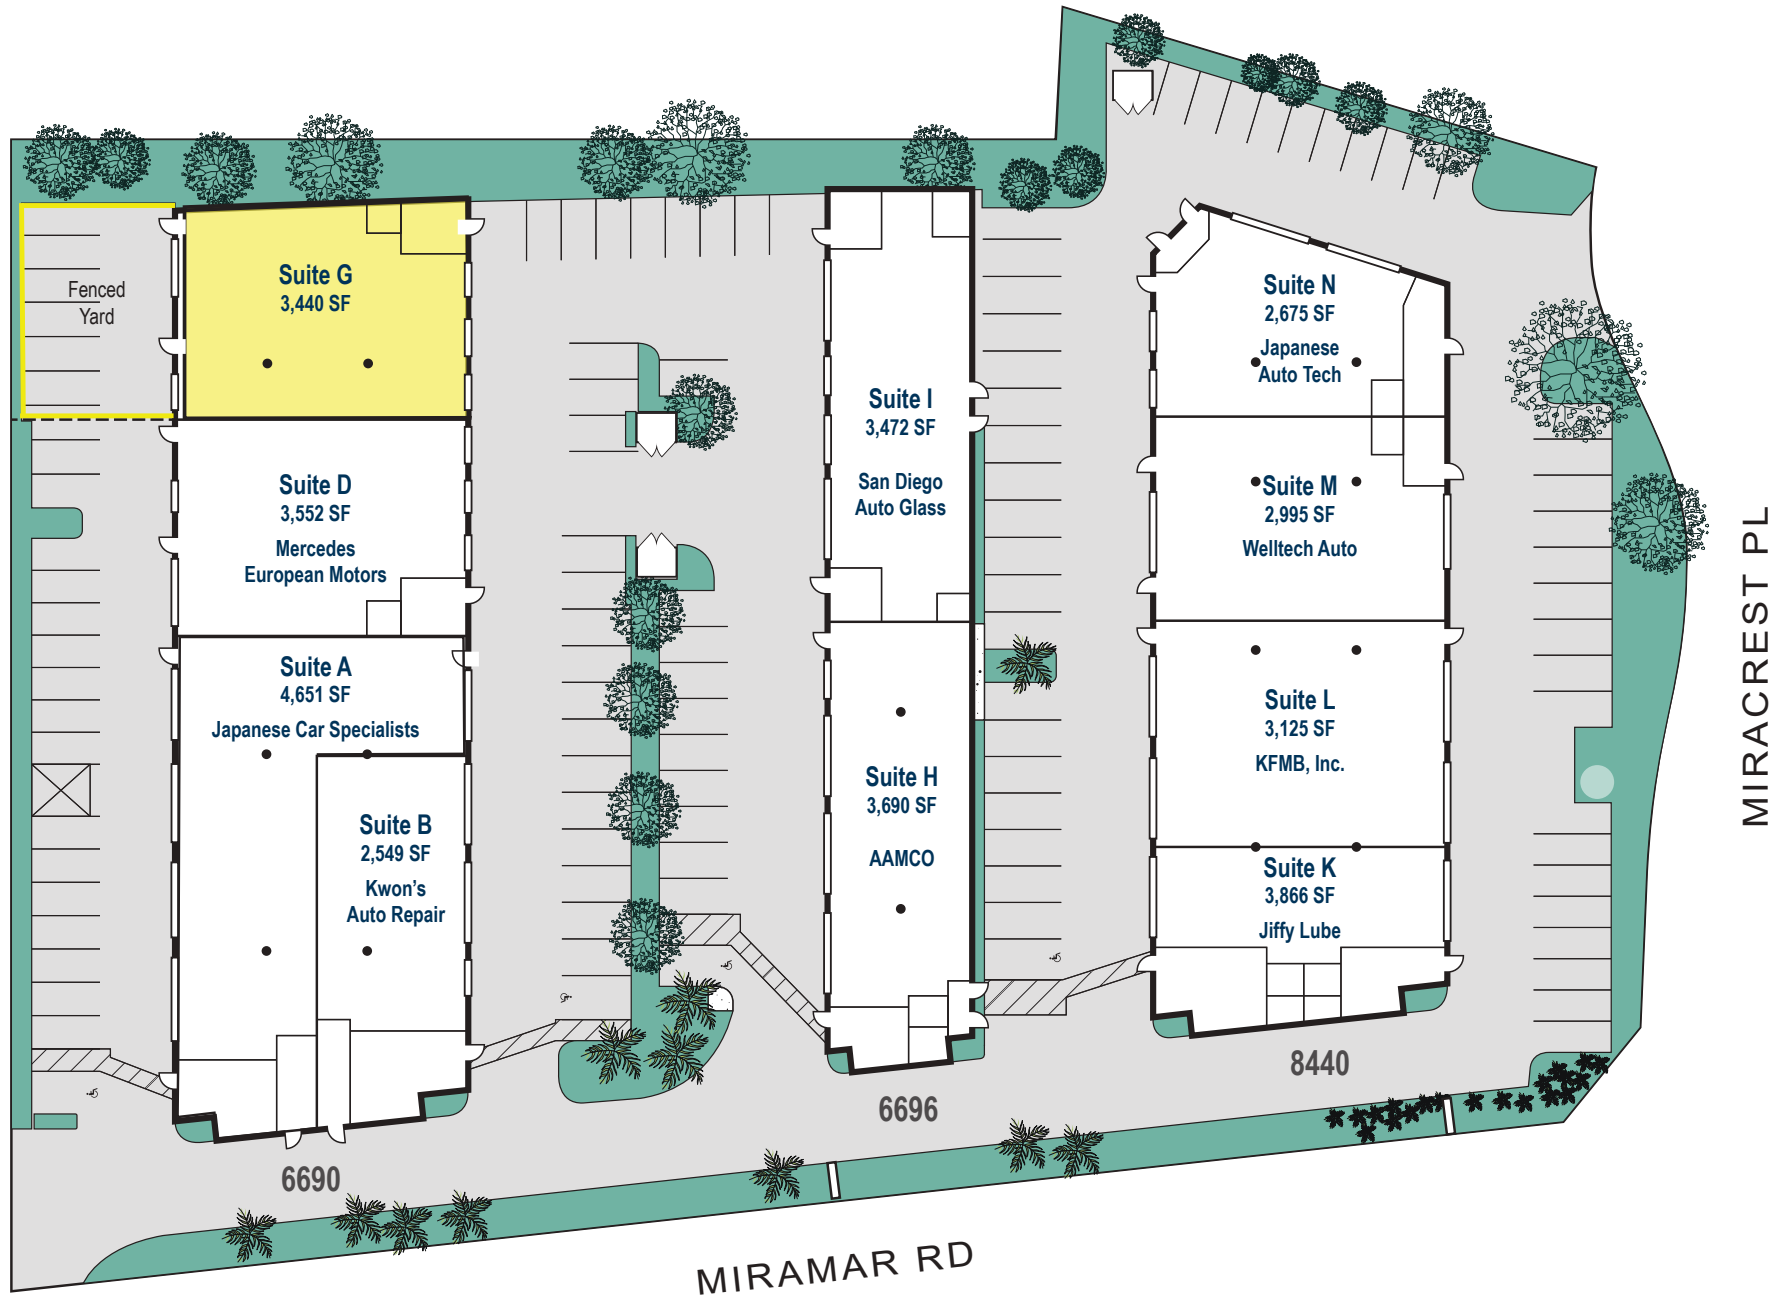 Fenced
Yard
Suite G
3,440 SF
Suite D
3,552 SF
Mercedes
European Motors
Suite A
4,651 SF
Japanese Car Specialists
Suite B
2,549 SF
Kwon’s
Auto Repair
6690
Suite I
3,472 SF
San Diego
Auto Glass
Suite H
3,690 SF
AAMCO
6696
Suite N
2,675 SF
Japanese
Auto Tech
Suite M
2,995 SF
Welltech Auto
Suite L
3,125 SF
KFMB, Inc.
Suite K
3,866 SF
Jiffy Lube
8440
MIRAMAR RD
MIRACREST PL